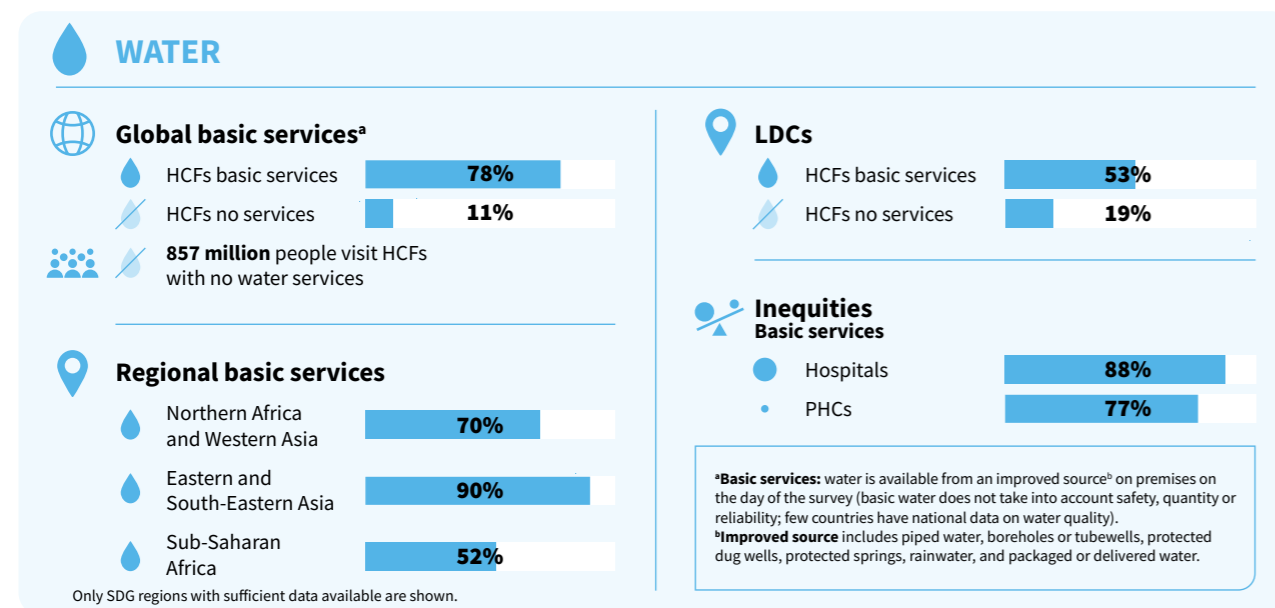 WATER
Global basic servicesᵃ
HCFs basic services 78%
HCFs no services 11%
857 million people visit HCFs
with no water services
Regional basic services
Northern Africa
and Western Asia
70%
Eastern and
South-Eastern Asia
90%
Sub-Saharan
Africa
52%
Only SDG regions with sufficient data available are shown.
LDCs
HCFs basic services 53%
HCFs no services 19%
Inequities
Basic services
Hospitals 88%
PHCs 77%
ᵃBasic services: water is available from an improved sourceᵇ on premises on
the day of the survey (basic water does not take into account safety, quantity or
reliability; few countries have national data on water quality).
ᵇImproved source includes piped water, boreholes or tubewells, protected
dug wells, protected springs, rainwater, and packaged or delivered water.